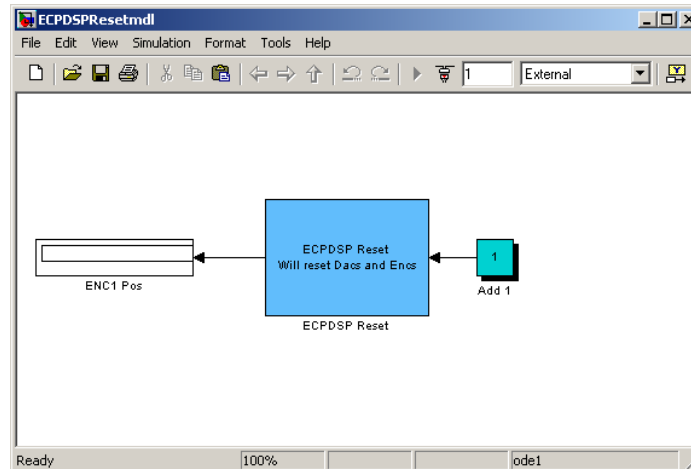 ECPDSPResetmdl
File Edit View Simulation Format Tools Help
1 External
ECPDSP Reset
Will reset Dacs and Encs
1
ENC1 Pos
Add 1
ECPDSP Reset
Ready 100% ode1